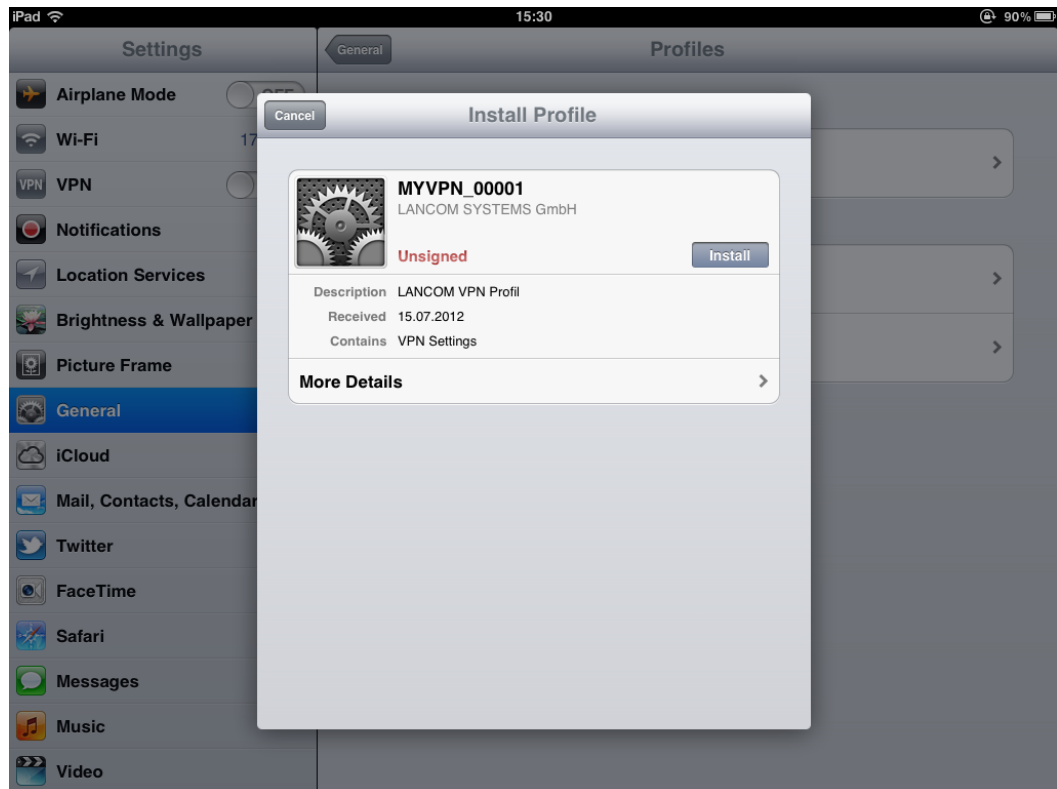 iPad 15:30 90%
Settings
General
Profiles
Airplane Mode
Wi-Fi 17
VPN VPN
Notifications
Location Services
Brightness & Wallpaper
Picture Frame
General
iCloud
Mail, Contacts, Calendar
Twitter
FaceTime
Safari
Messages
Music
Video
Cancel Install Profile
MYVPN_00001
LANCOM SYSTEMS GmbH
Unsigned Install
Description LANCOM VPN Profil
Received 15.07.2012
Contains VPN Settings
More Details